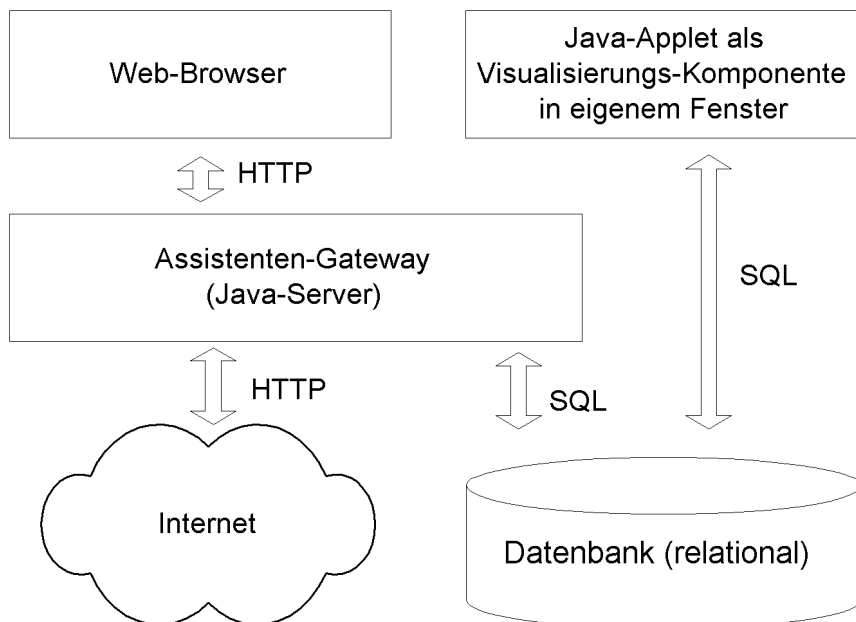 Web-Browser
Java-Applet als
Visualisierungs-Komponente
in eigenem Fenster
HTTP
Assistenten-Gateway
(Java-Server)
SQL
HTTP
SQL
Internet
Datenbank (relational)